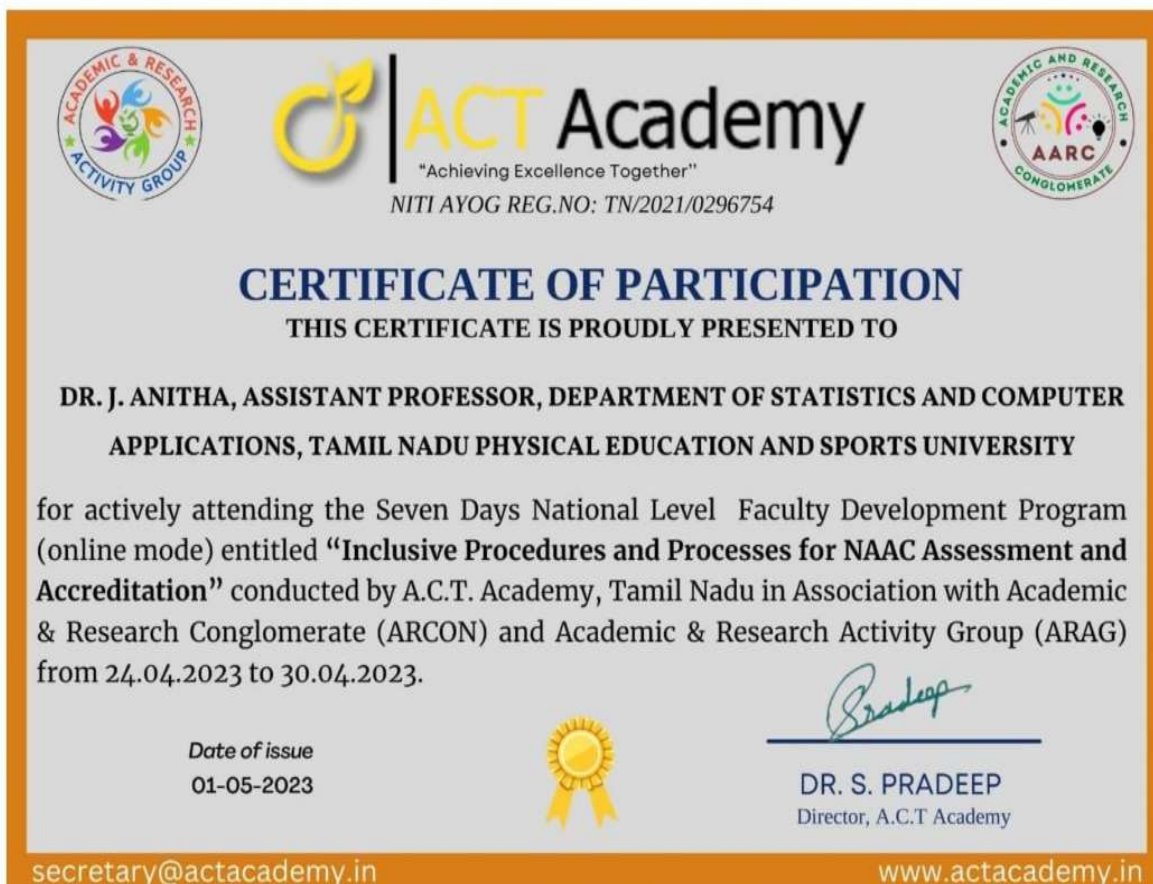 ACADEMIC & RESEARCH
ACTIVITY GROUP
ACT Academy
"Achieving Excellence Together"
NITI AYOG REG.NO: TN/2021/0296754
ACADEMIC AND RESEARCH
AARC
CONGLOMERATE
CERTIFICATE OF PARTICIPATION
THIS CERTIFICATE IS PROUDLY PRESENTED TO
DR. J. ANITHA, ASSISTANT PROFESSOR, DEPARTMENT OF STATISTICS AND COMPUTER
APPLICATIONS, TAMIL NADU PHYSICAL EDUCATION AND SPORTS UNIVERSITY
for actively attending the Seven Days National Level Faculty Development Program
(online mode) entitled “Inclusive Procedures and Processes for NAAC Assessment and
Accreditation” conducted by A.C.T. Academy, Tamil Nadu in Association with Academic
& Research Conglomerate (ARCON) and Academic & Research Activity Group (ARAG)
from 24.04.2023 to 30.04.2023.
Pradeep
Date of issue
01-05-2023
DR. S. PRADEEP
Director, A.C.T Academy
secretary@actacademy.in
www.actacademy.in